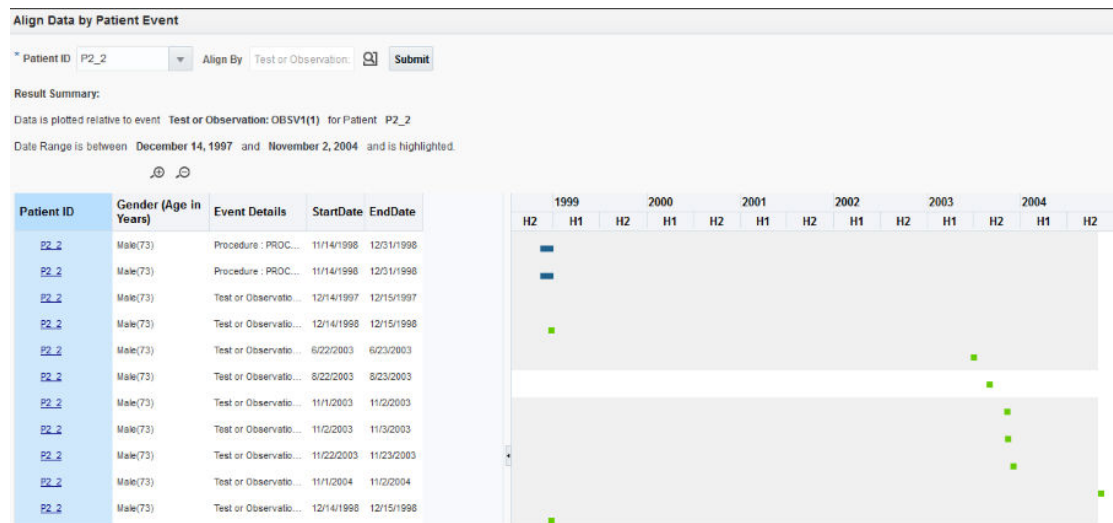 Align Data by Patient Event
* Patient ID P2_2 Align By Test or Observation: Submit
Result Summary:
Data is plotted relative to event Test or Observation: OBSV1(1) for Patient P2_2
Date Range is between December 14, 1997 and November 2, 2004 and is highlighted.
1999 2000 2001 2002 2003 2004
Patient ID Gender (Age in Years) Event Details StartDate EndDate
H2 H1 H2 H1 H2 H1 H2 H1 H2 H1 H2 H1 H2
P2_2 Male(73) Procedure : PROC... 11/14/1998 12/31/1998
P2_2 Male(73) Procedure : PROC... 11/14/1998 12/31/1998
P2_2 Male(73) Test or Observatio... 12/14/1997 12/15/1997
P2_2 Male(73) Test or Observatio... 12/14/1998 12/15/1998
P2_2 Male(73) Test or Observatio... 6/22/2003 6/23/2003
P2_2 Male(73) Test or Observatio... 8/22/2003 8/23/2003
P2_2 Male(73) Test or Observatio... 11/1/2003 11/2/2003
P2_2 Male(73) Test or Observatio... 11/2/2003 11/3/2003
P2_2 Male(73) Test or Observatio... 11/22/2003 11/23/2003
P2_2 Male(73) Test or Observatio... 11/1/2004 11/2/2004
P2_2 Male(73) Test or Observatio... 12/14/1998 12/15/1998